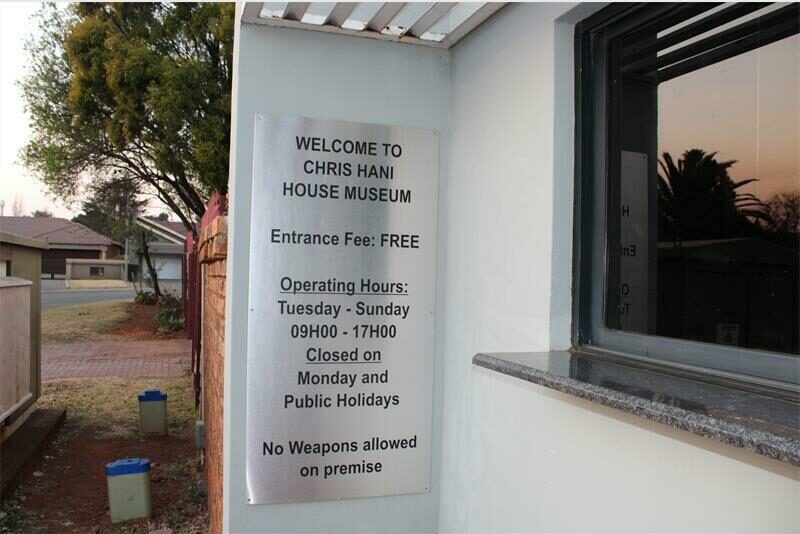 WELCOME TO
CHRIS HANI
HOUSE MUSEUM
Entrance Fee: FREE
Operating Hours:
Tuesday - Sunday
09H00 - 17H00
Closed on
Monday and
Public Holidays
No Weapons allowed
on premise